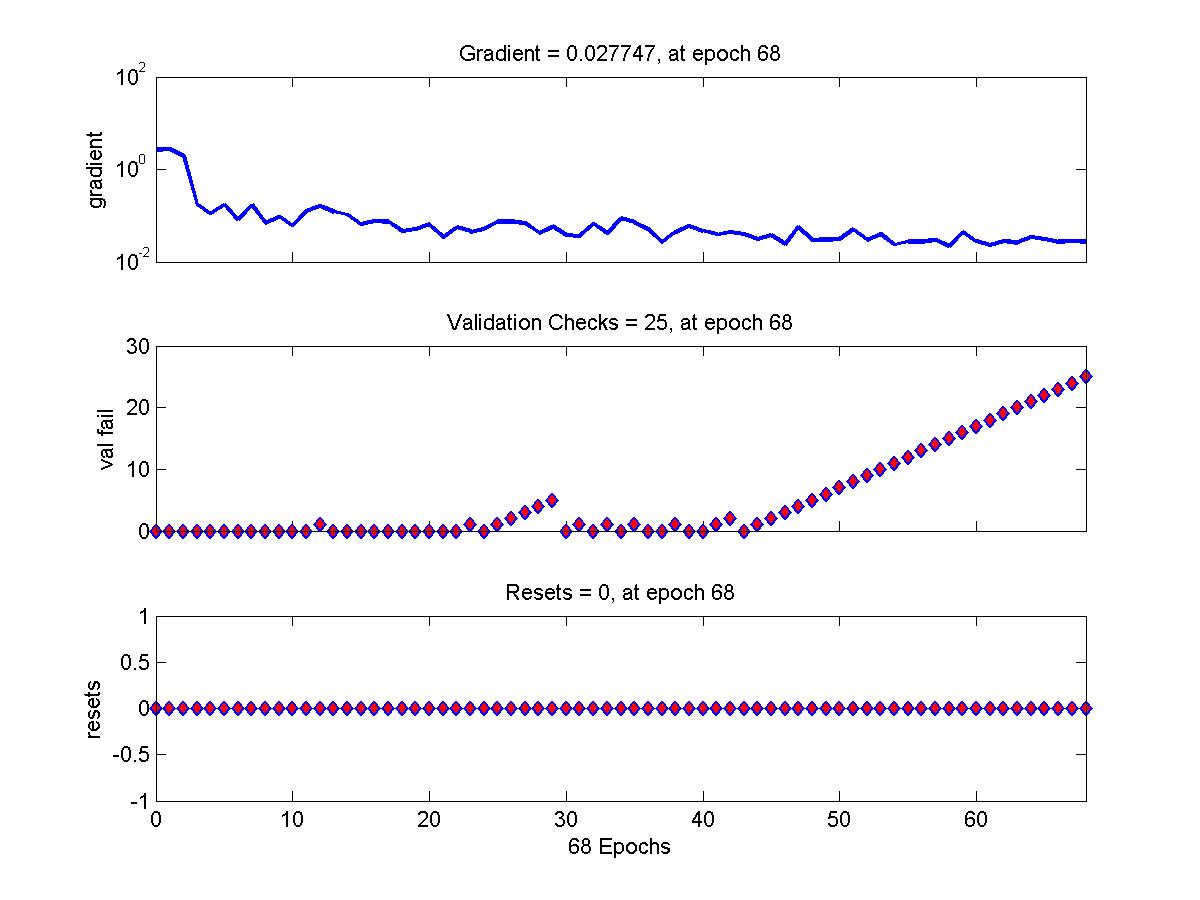 Gradient = 0.027747, at epoch 68
10^2
10^0
10^-2
gradient
Validation Checks = 25, at epoch 68
30
20
10
0
val fail
Resets = 0, at epoch 68
1
0.5
0
-0.5
-1
resets
0 10 20 30 40 50 60
68 Epochs